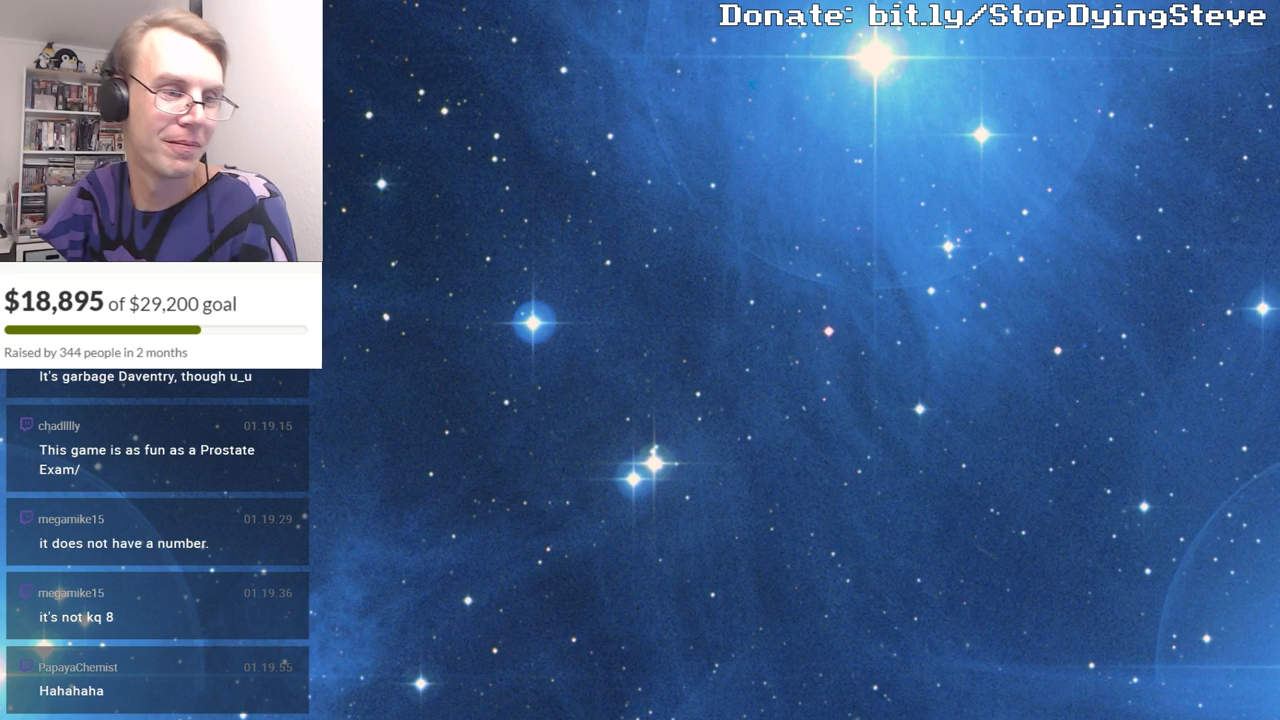 Donate: bit.ly/StopDyingSteve
$18,895 of $29,200 goal
Raised by 344 people in 2 months
It's garbage Daventry, though u_u
chadlllly 01.19.15
This game is as fun as a Prostate
Exam/
megamike15 01.19.29
it does not have a number.
megamike15 01.19.36
it's not kq 8
PapayaChemist 01.19.55
Hahahaha